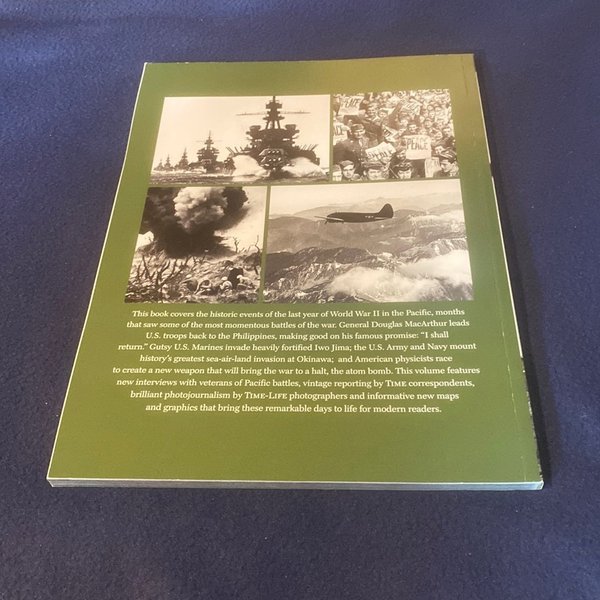 PEACE
PEACE
This book covers the historic events of the last year of World War II in the Pacific, months
that saw some of the most momentous battles of the war. General Douglas MacArthur leads
U.S. troops back to the Philippines, making good on his famous promise: “I shall
return.” Gutsy U.S. Marines invade heavily fortified Iwo Jima; the U.S. Army and Navy mount
history’s greatest sea-air-land invasion at Okinawa; and American physicists race
to create a new weapon that will bring the war to a halt, the atom bomb. This volume features
new interviews with veterans of Pacific battles, vintage reporting by TIME correspondents,
brilliant photojournalism by TIME-LIFE photographers and informative new maps
and graphics that bring these remarkable days to life for modern readers.